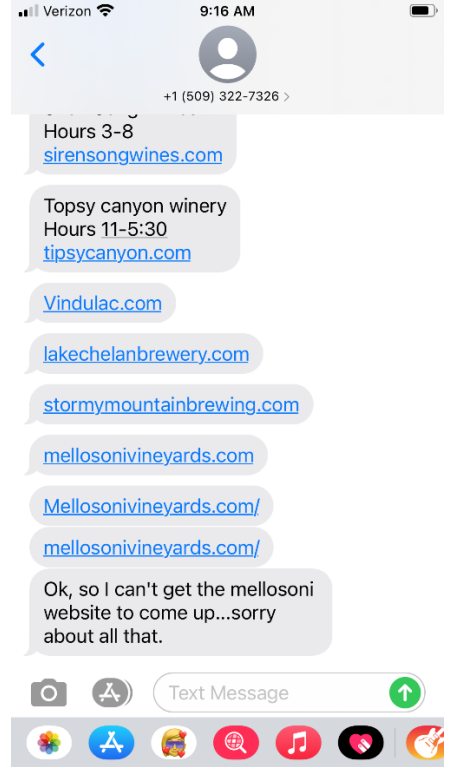 Verizon 9:16 AM
+1 (509) 322-7326 >
Hours 3-8
sirensongwines.com
Topsy canyon winery
Hours 11-5:30
tipsycanyon.com
Vindulac.com
lakechelanbrewery.com
stormymountainbrewing.com
mellosonivineyards.com
Mellosonivineyards.com/
mellosonivineyards.com/
Ok, so I can't get the mellosoni
website to come up...sorry
about all that.
Text Message